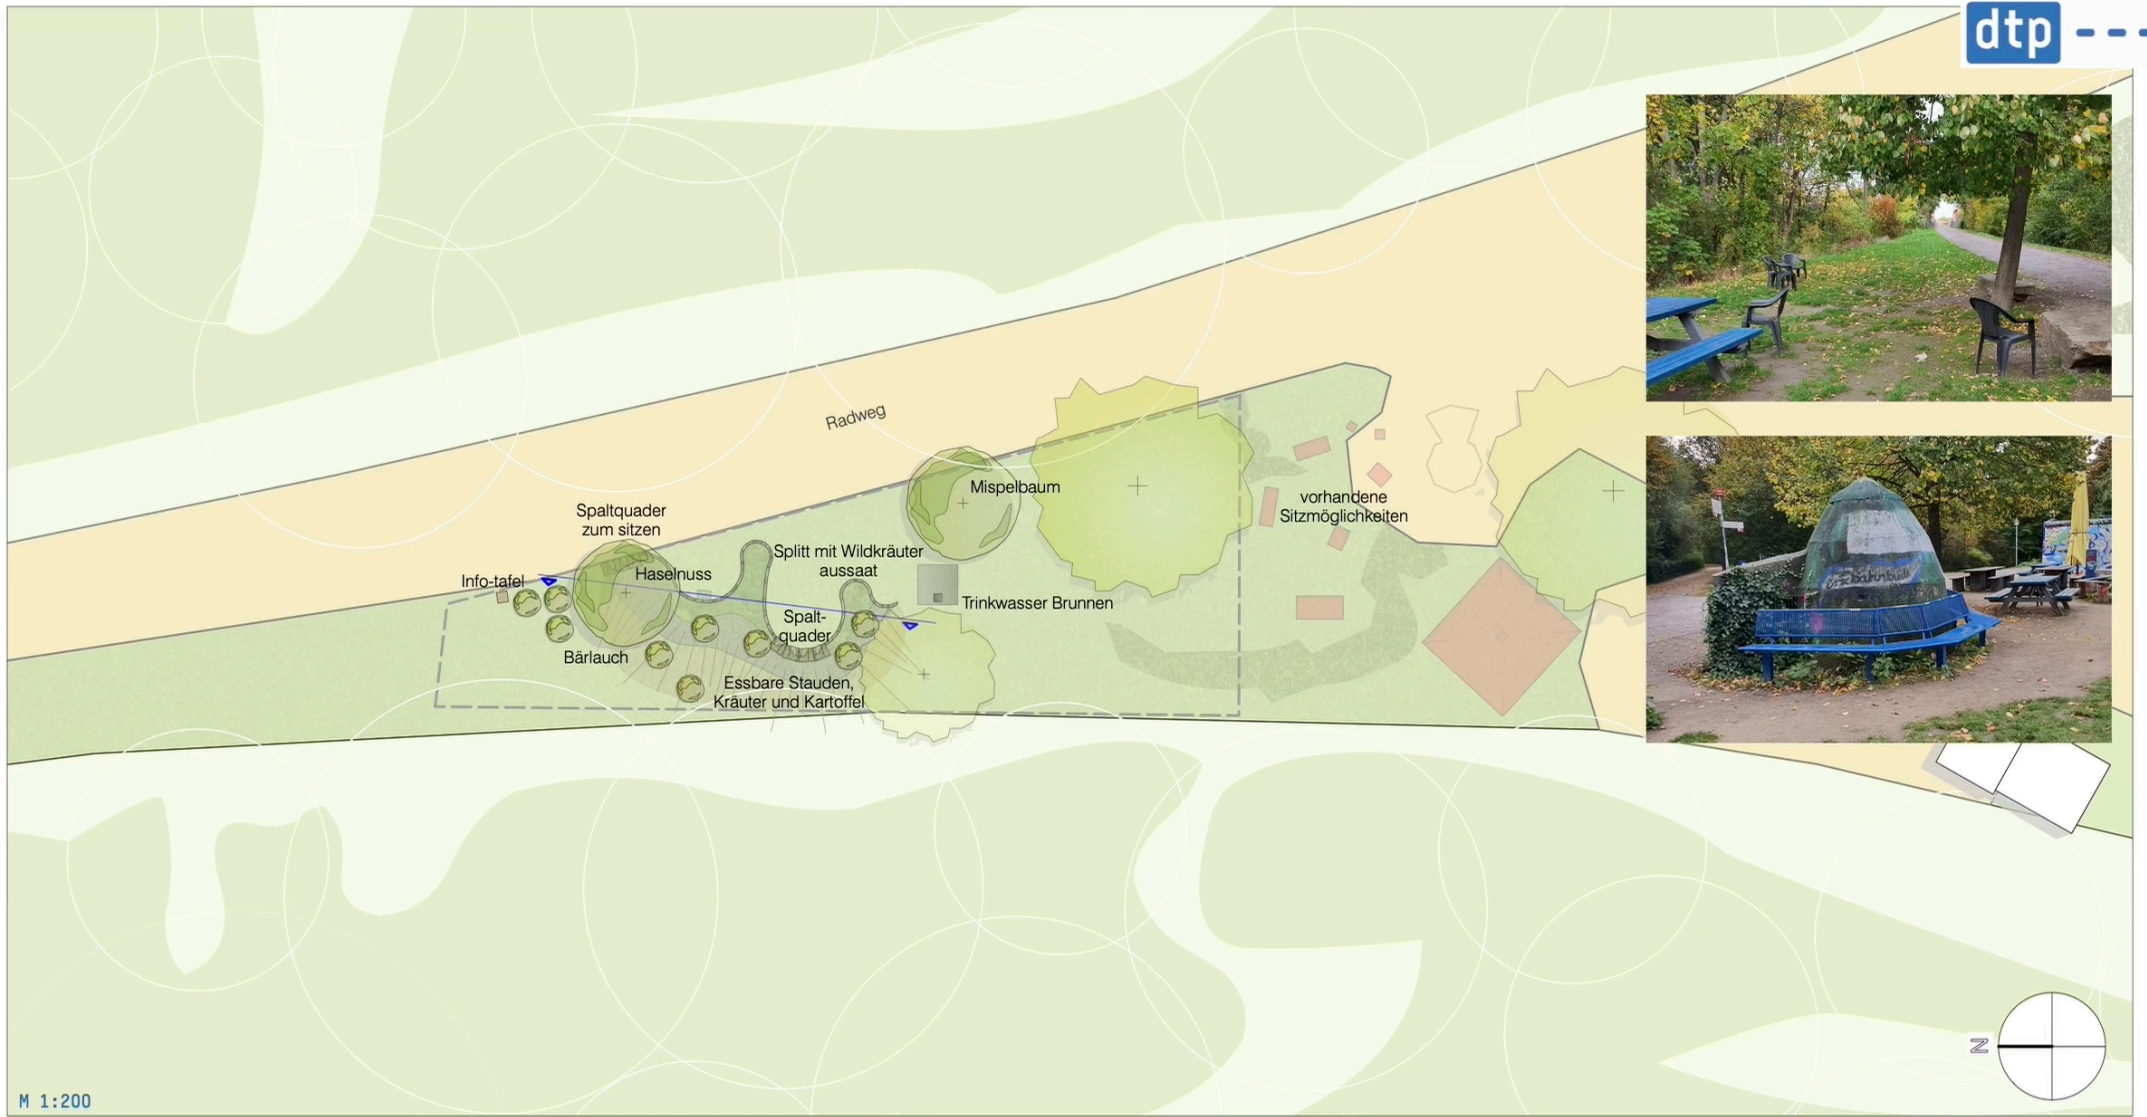 dtp
Radweg
Mispelbaum
Spaltquader
zum sitzen
vorhandene
Sitzmöglichkeiten
Splitt mit Wildkräuter
aussaat
Info-tafel
Haselnuss
Trinkwasser Brunnen
Spalt-
quader
Bärlauch
Essbare Stauden,
Kräuter und Kartoffel
N
M 1:200